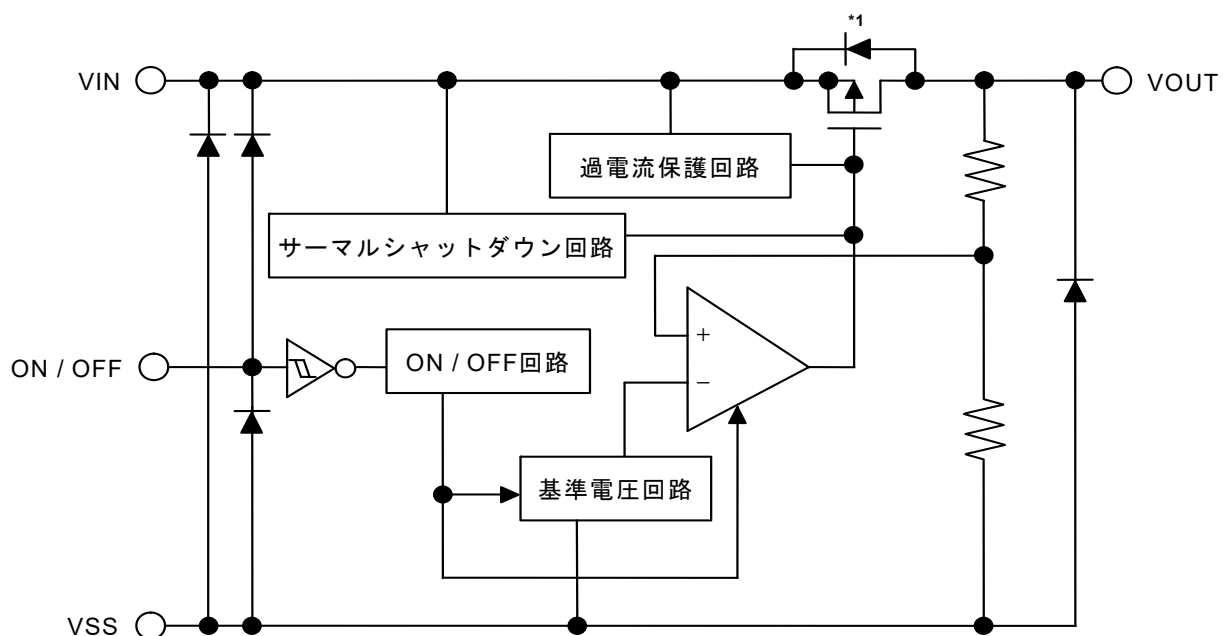 *1
VIN
VOUT
過電流保護回路
サーマルシャットダウン回路
+
ON / OFF
ON / OFF回路
−
基準電圧回路
VSS